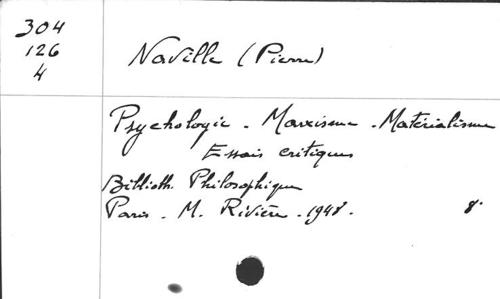 304
126
4
Naville (Pierre)
Psychologie - Marxisme - Matérialisme
Essais critiques
Biblioth. Philosophique
Paris - M. Rivière - 1948. 8°